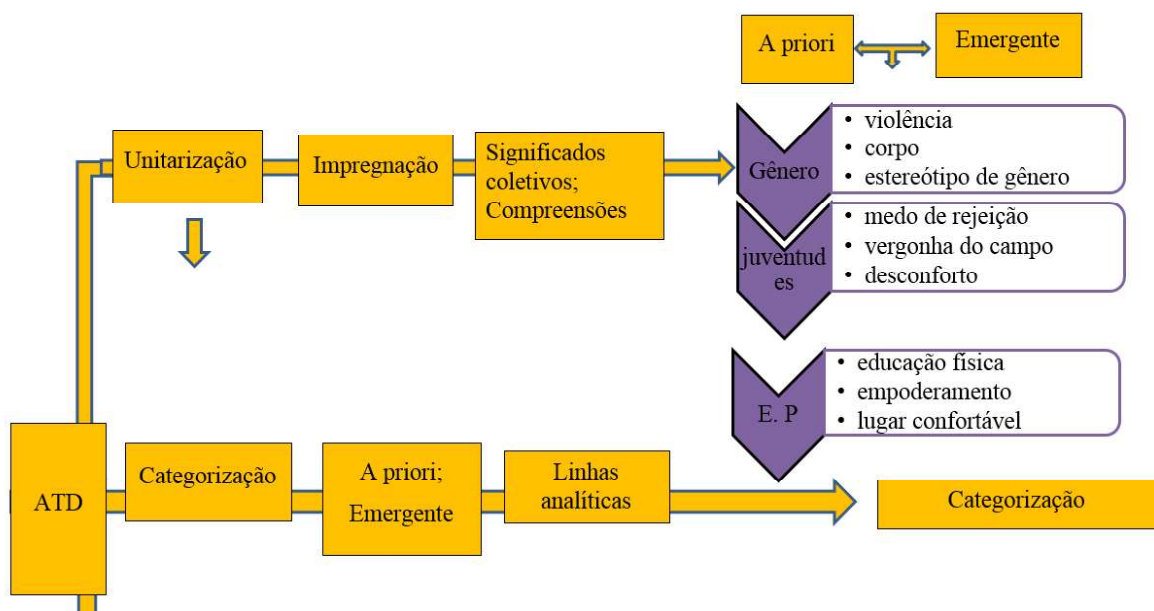 A priori
Emergente
Unitarização
Impregnação
Significados
coletivos;
Compreensões
Gênero
• violência
• corpo
• estereótipo de gênero
juventud
es
• medo de rejeição
• vergonha do campo
• desconforto
E. P
• educação física
• empoderamento
• lugar confortável
ATD
Categorização
A priori;
Emergente
Linhas
analíticas
Categorização